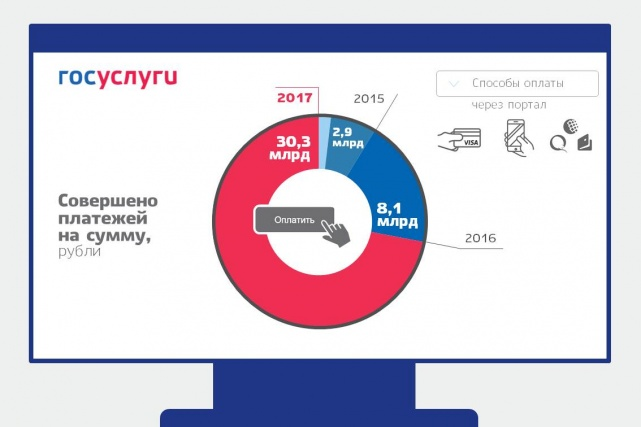 госуслуги
Способы оплаты
через портал
VISA
2017
2015
30,3
млрд
2,9
млрд
8,1
млрд
2016
Оплатить
Совершено
платежей
на сумму,
рубли